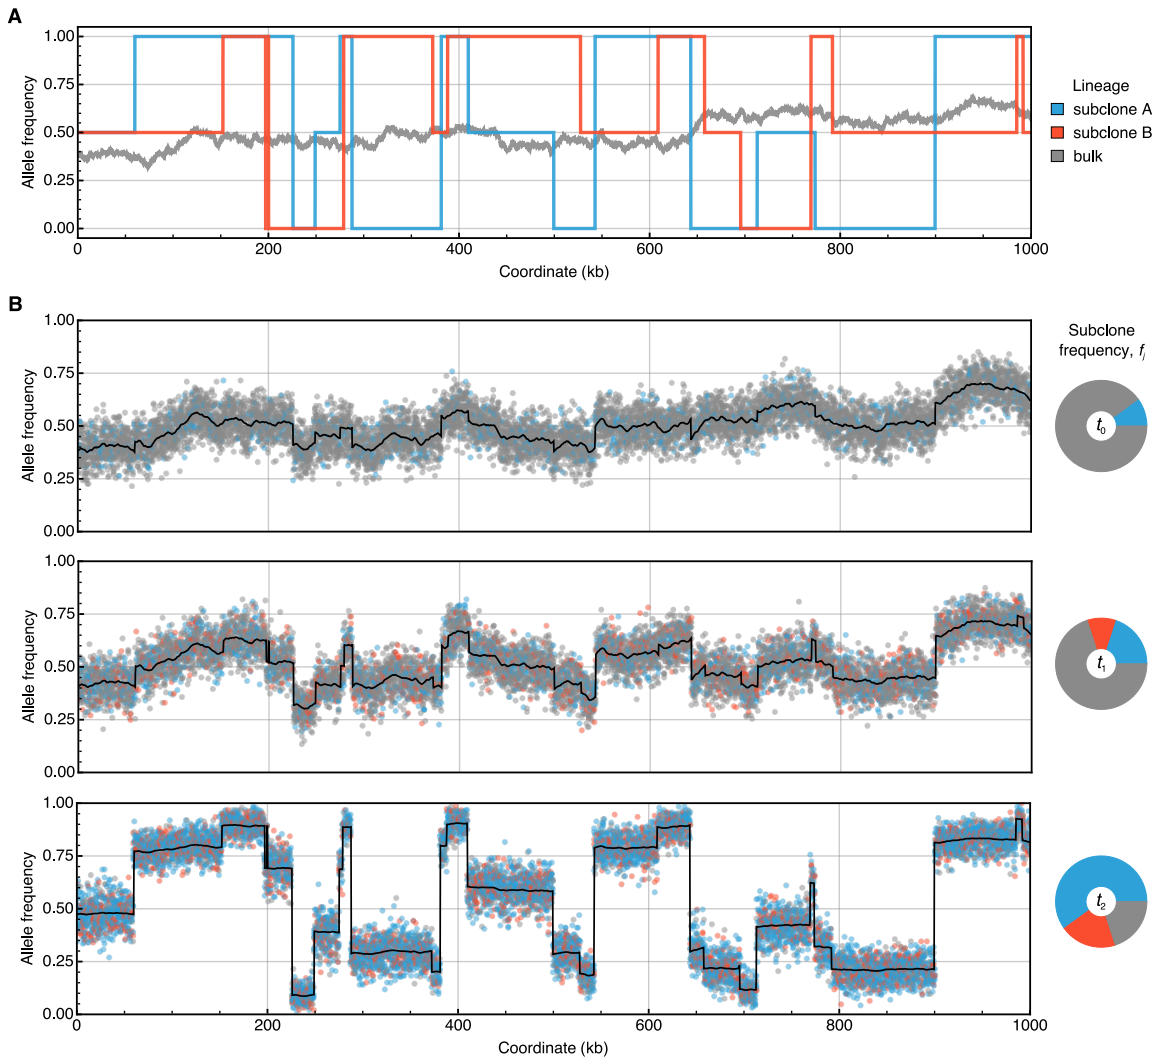 A
1.00
0.75
0.50
0.25
0.00
Allele frequency
0
200
400
600
800
1000
Coordinate (kb)
Lineage
subclone A
subclone B
bulk
B
1.00
0.75
0.50
0.25
0.00
Allele frequency
Subclone
frequency, fj
t0
1.00
0.75
0.50
0.25
0.00
Allele frequency
t1
1.00
0.75
0.50
0.25
0.00
Allele frequency
t2
0
200
400
600
800
1000
Coordinate (kb)